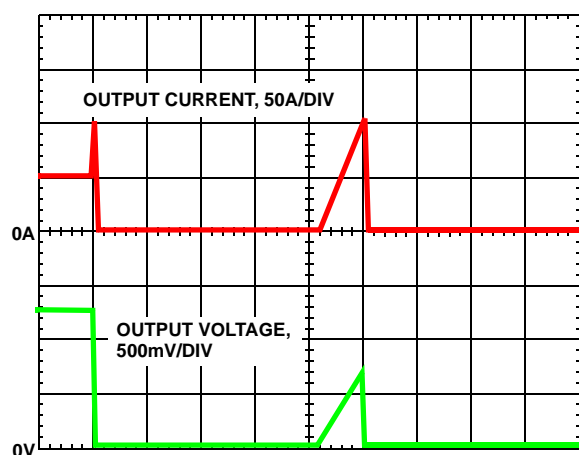 OUTPUT CURRENT, 50A/DIV
0A
OUTPUT VOLTAGE,
500mV/DIV
0V